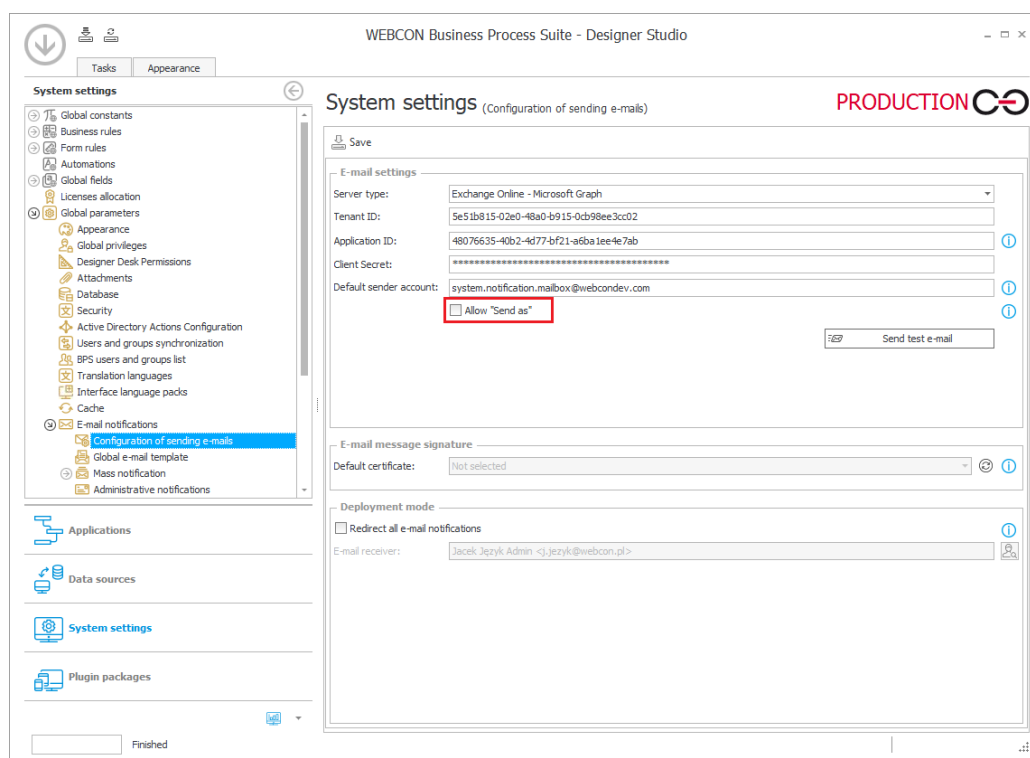 WEBCON Business Process Suite - Designer Studio
Tasks
Appearance
System settings
Global constants
Business rules
Form rules
Automations
Global fields
Licenses allocation
Global parameters
Appearance
Global privileges
Designer Desk Permissions
Attachments
Database
Security
Active Directory Actions Configuration
Users and groups synchronization
BPS users and groups list
Translation languages
Interface language packs
Cache
E-mail notifications
Configuration of sending e-mails
Global e-mail template
Mass notification
Administrative notifications
Applications
Data sources
System settings
Plugin packages
Finished
System settings (Configuration of sending e-mails)
PRODUCTION
Save
E-mail settings
Server type: Exchange Online - Microsoft Graph
Tenant ID: 5e51b815-02e0-48a0-b915-0cb98ee3cc02
Application ID: 48076635-40b2-4d77-bf21-a6ba1ee4e7ab
Client Secret: ****************************************
Default sender account: system.notification.mailbox@webcondev.com
Allow "Send as"
Send test e-mail
E-mail message signature
Default certificate: Not selected
Deployment mode
Redirect all e-mail notifications
E-mail receiver: Jacek Język Admin <j.jezyk@webcon.pl>